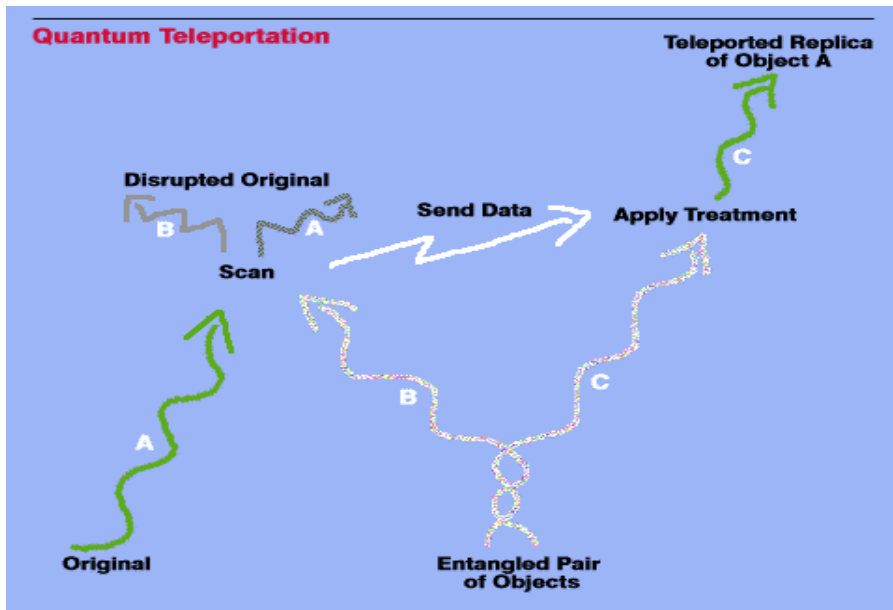 Quantum Teleportation
Teleported Replica
of Object A
C
Disrupted Original
B
A
Send Data
Apply Treatment
Scan
A
B
C
Original
Entangled Pair
of Objects